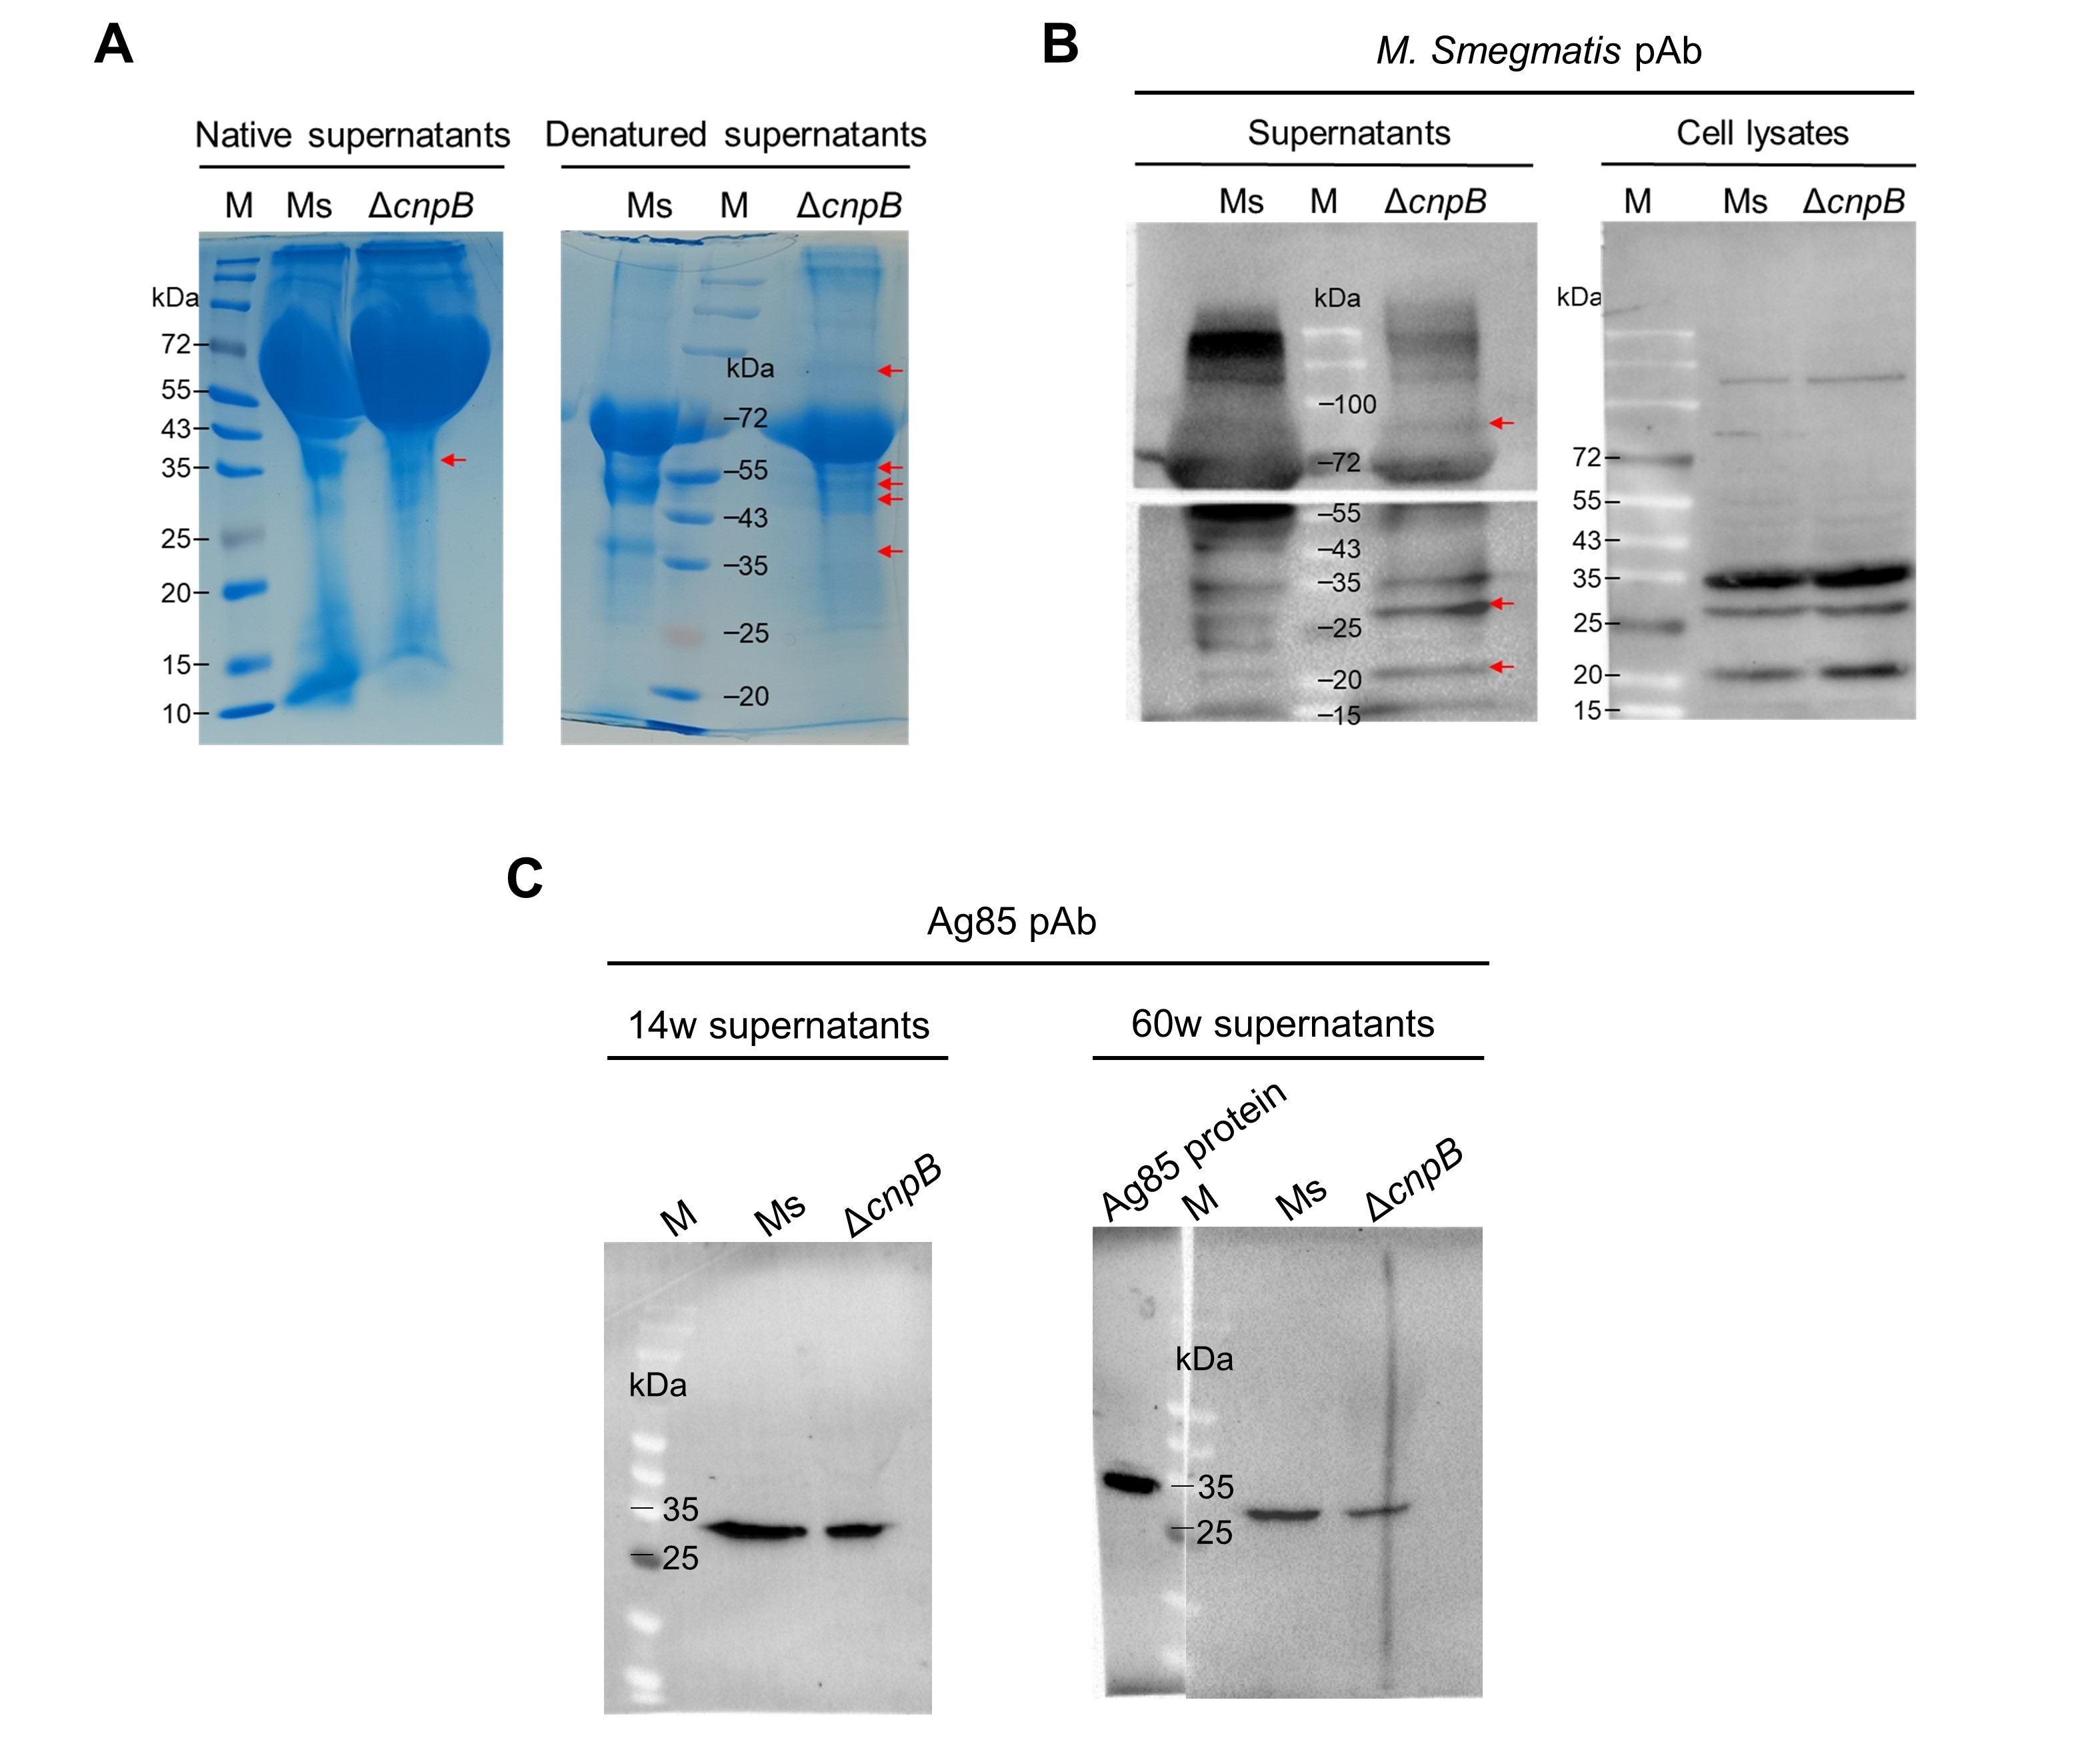 A
Native supernatants
Denatured supernatants
M Ms ΔcnpB
Ms M ΔcnpB
kDa
72
55
43
35
25
20
15
10
kDa
72
55
43
35
25
20
B
M. Smegmatis pAb
Supernatants
Cell lysates
Ms M ΔcnpB
M Ms ΔcnpB
kDa
100
72
55
43
35
25
20
15
kDa
72
55
43
35
25
20
15
C
Ag85 pAb
14w supernatants
60w supernatants
M Ms ΔcnpB
Ag85 protein M Ms ΔcnpB
kDa
35
25
kDa
35
25